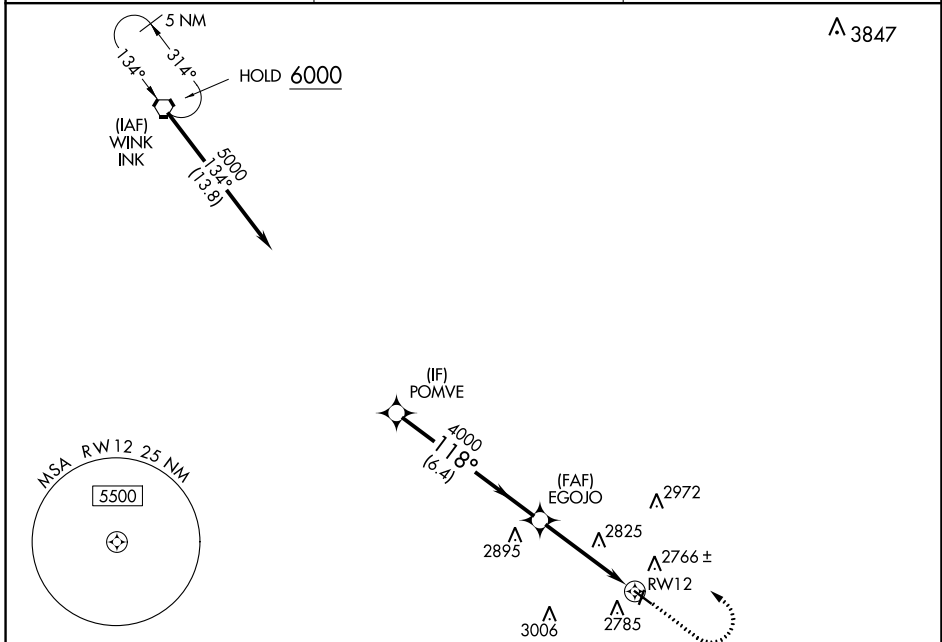 5 NM
134°
314°
HOLD 6000
3847
(IAF)
WINK
INK
5000
134°
(13.8)
(IF)
POMVE
4000
118°
(6.4)
MSA RW12 25 NM
5500
(FAF)
EGOJO
2972
2895
2825
2766 ±
RW12
3006
2785